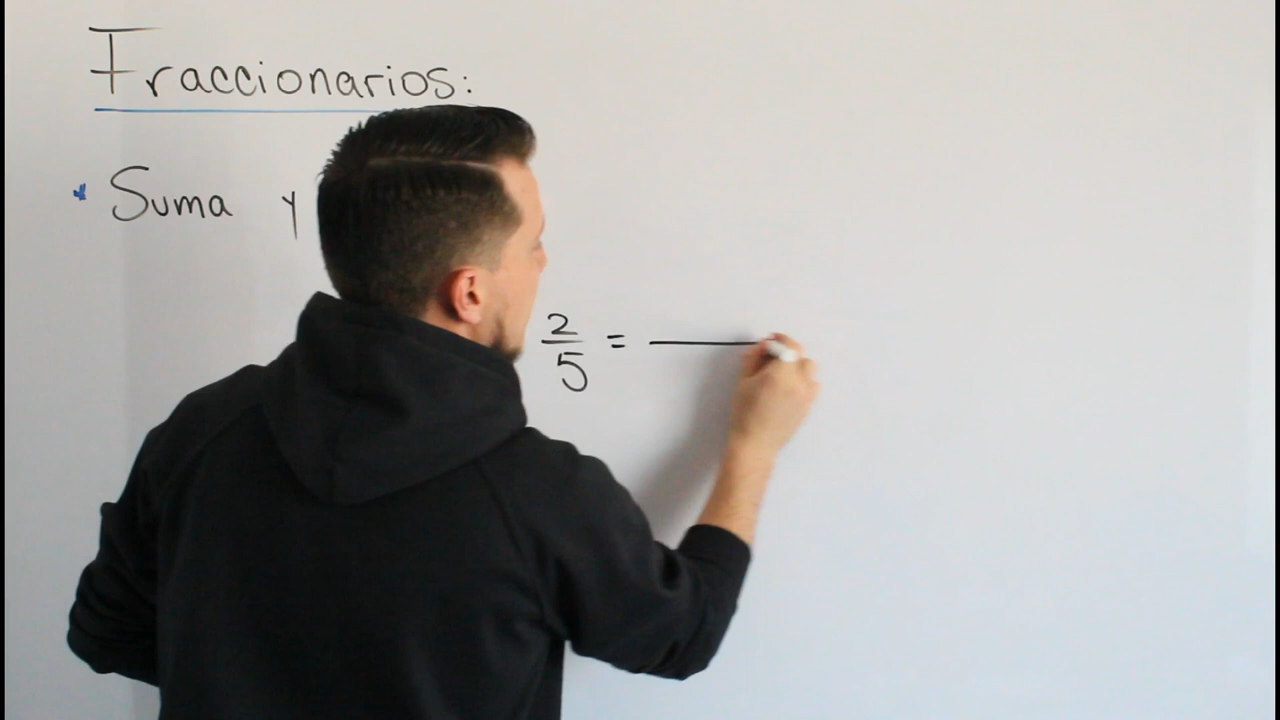 Fraccionarios:
* Suma y
2/5 =